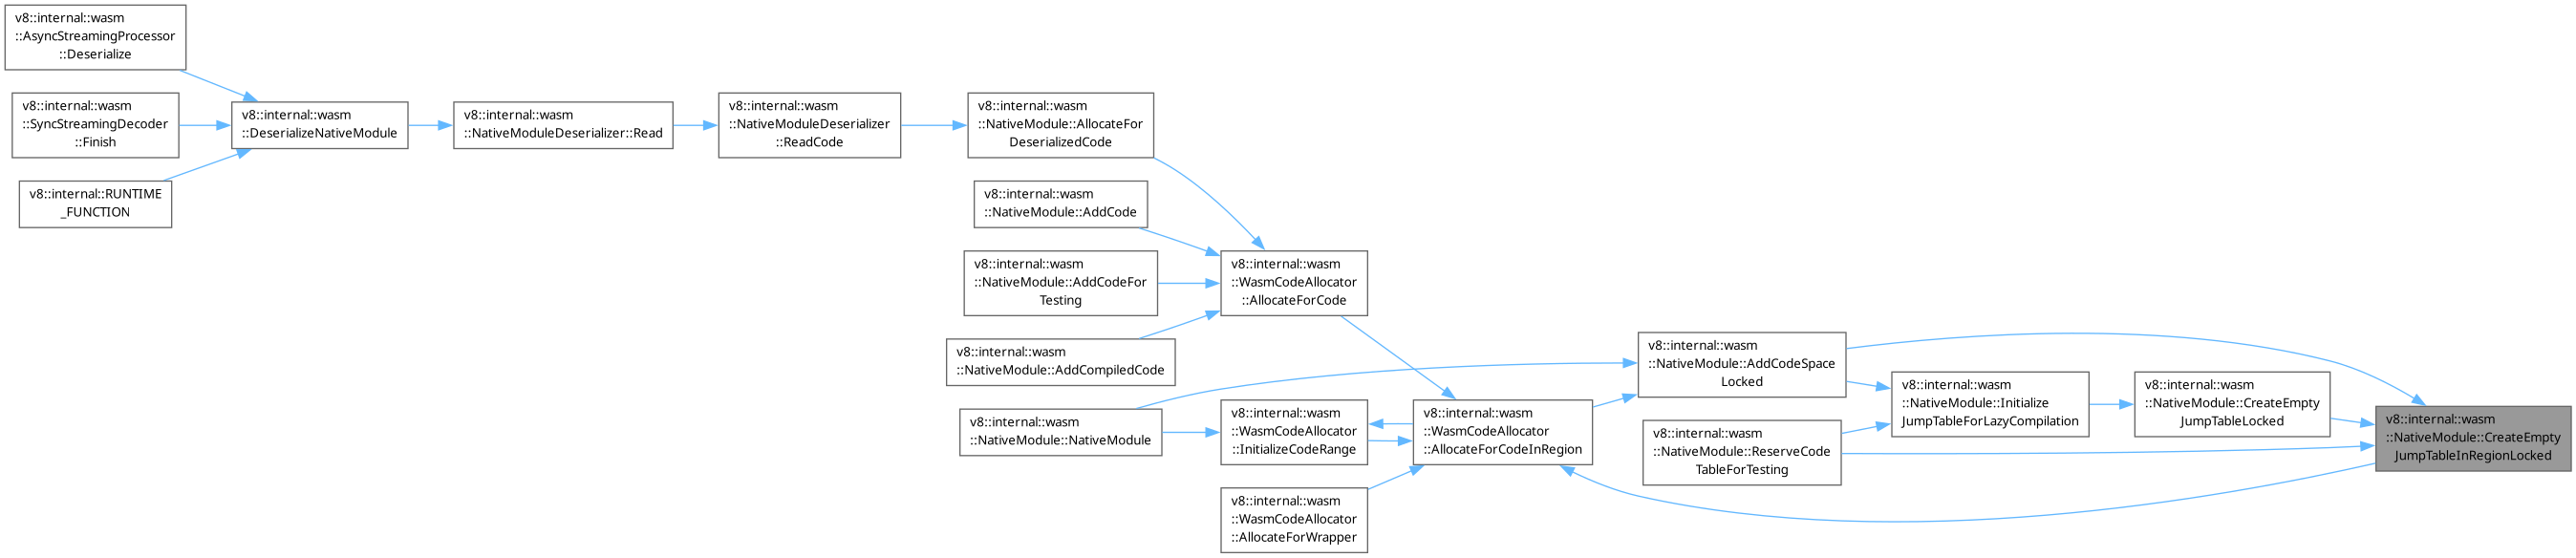 v8::internal::wasm
::AsyncStreamingProcessor
::Deserialize
v8::internal::wasm
::SyncStreamingDecoder
::Finish
v8::internal::RUNTIME
_FUNCTION
v8::internal::wasm
::DeserializeNativeModule
v8::internal::wasm
::NativeModuleDeserializer::Read
v8::internal::wasm
::NativeModuleDeserializer
::ReadCode
v8::internal::wasm
::NativeModule::AllocateFor
DeserializedCode
v8::internal::wasm
::NativeModule::AddCode
v8::internal::wasm
::NativeModule::AddCodeFor
Testing
v8::internal::wasm
::NativeModule::AddCompiledCode
v8::internal::wasm
::NativeModule::NativeModule
v8::internal::wasm
::WasmCodeAllocator
::AllocateForCode
v8::internal::wasm
::WasmCodeAllocator
::InitializeCodeRange
v8::internal::wasm
::WasmCodeAllocator
::AllocateForWrapper
v8::internal::wasm
::WasmCodeAllocator
::AllocateForCodeInRegion
v8::internal::wasm
::NativeModule::AddCodeSpace
Locked
v8::internal::wasm
::NativeModule::ReserveCode
TableForTesting
v8::internal::wasm
::NativeModule::Initialize
JumpTableForLazyCompilation
v8::internal::wasm
::NativeModule::CreateEmpty
JumpTableLocked
v8::internal::wasm
::NativeModule::CreateEmpty
JumpTableInRegionLocked